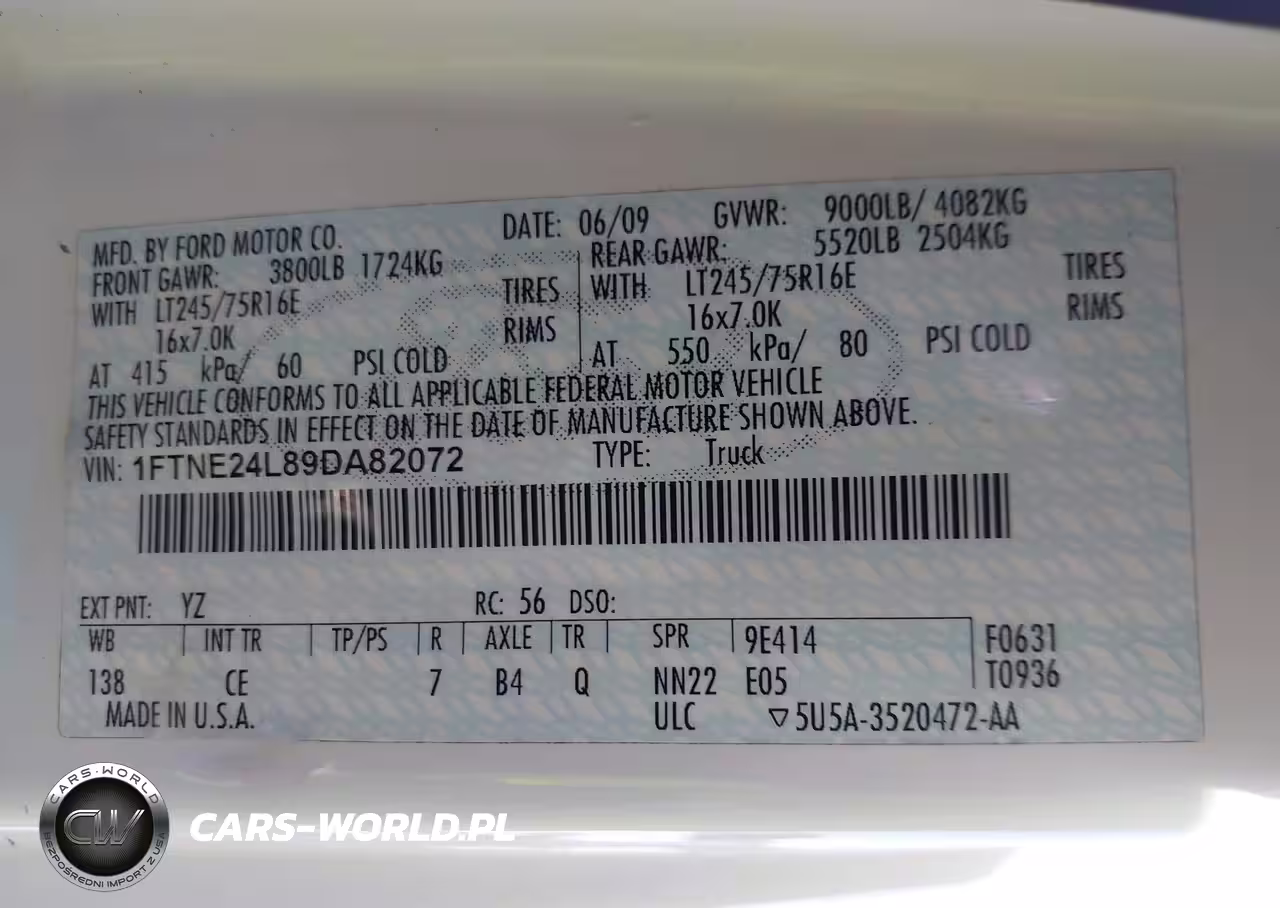 MFD. BY FORD MOTOR CO. DATE: 06/09 GVWR: 9000LB/ 4082KG
FRONT GAWR: 3800LB 1724KG REAR GAWR: 5520LB 2504KG
WITH LT245/75R16E TIRES WITH LT245/75R16E TIRES
16x7.0K RIMS 16x7.0K RIMS
AT 415 kPa/ 60 PSI COLD AT 550 kPa/ 80 PSI COLD
THIS VEHICLE CONFORMS TO ALL APPLICABLE FEDERAL MOTOR VEHICLE
SAFETY STANDARDS IN EFFECT ON THE DATE OF MANUFACTURE SHOWN ABOVE.
VIN: 1FTNE24L89DA82072 TYPE: Truck
EXT PNT: YZ RC: 56 DSO:
WB INT TR TP/PS R AXLE TR SPR 9E414 F0631
138 CE 7 B4 Q NN22 E05 T0936
MADE IN U.S.A. ULC ▽5U5A-3520472-AA
CARS-WORLD
CW
BEZPOŚREDNI IMPORT Z USA
CARS-WORLD.PL